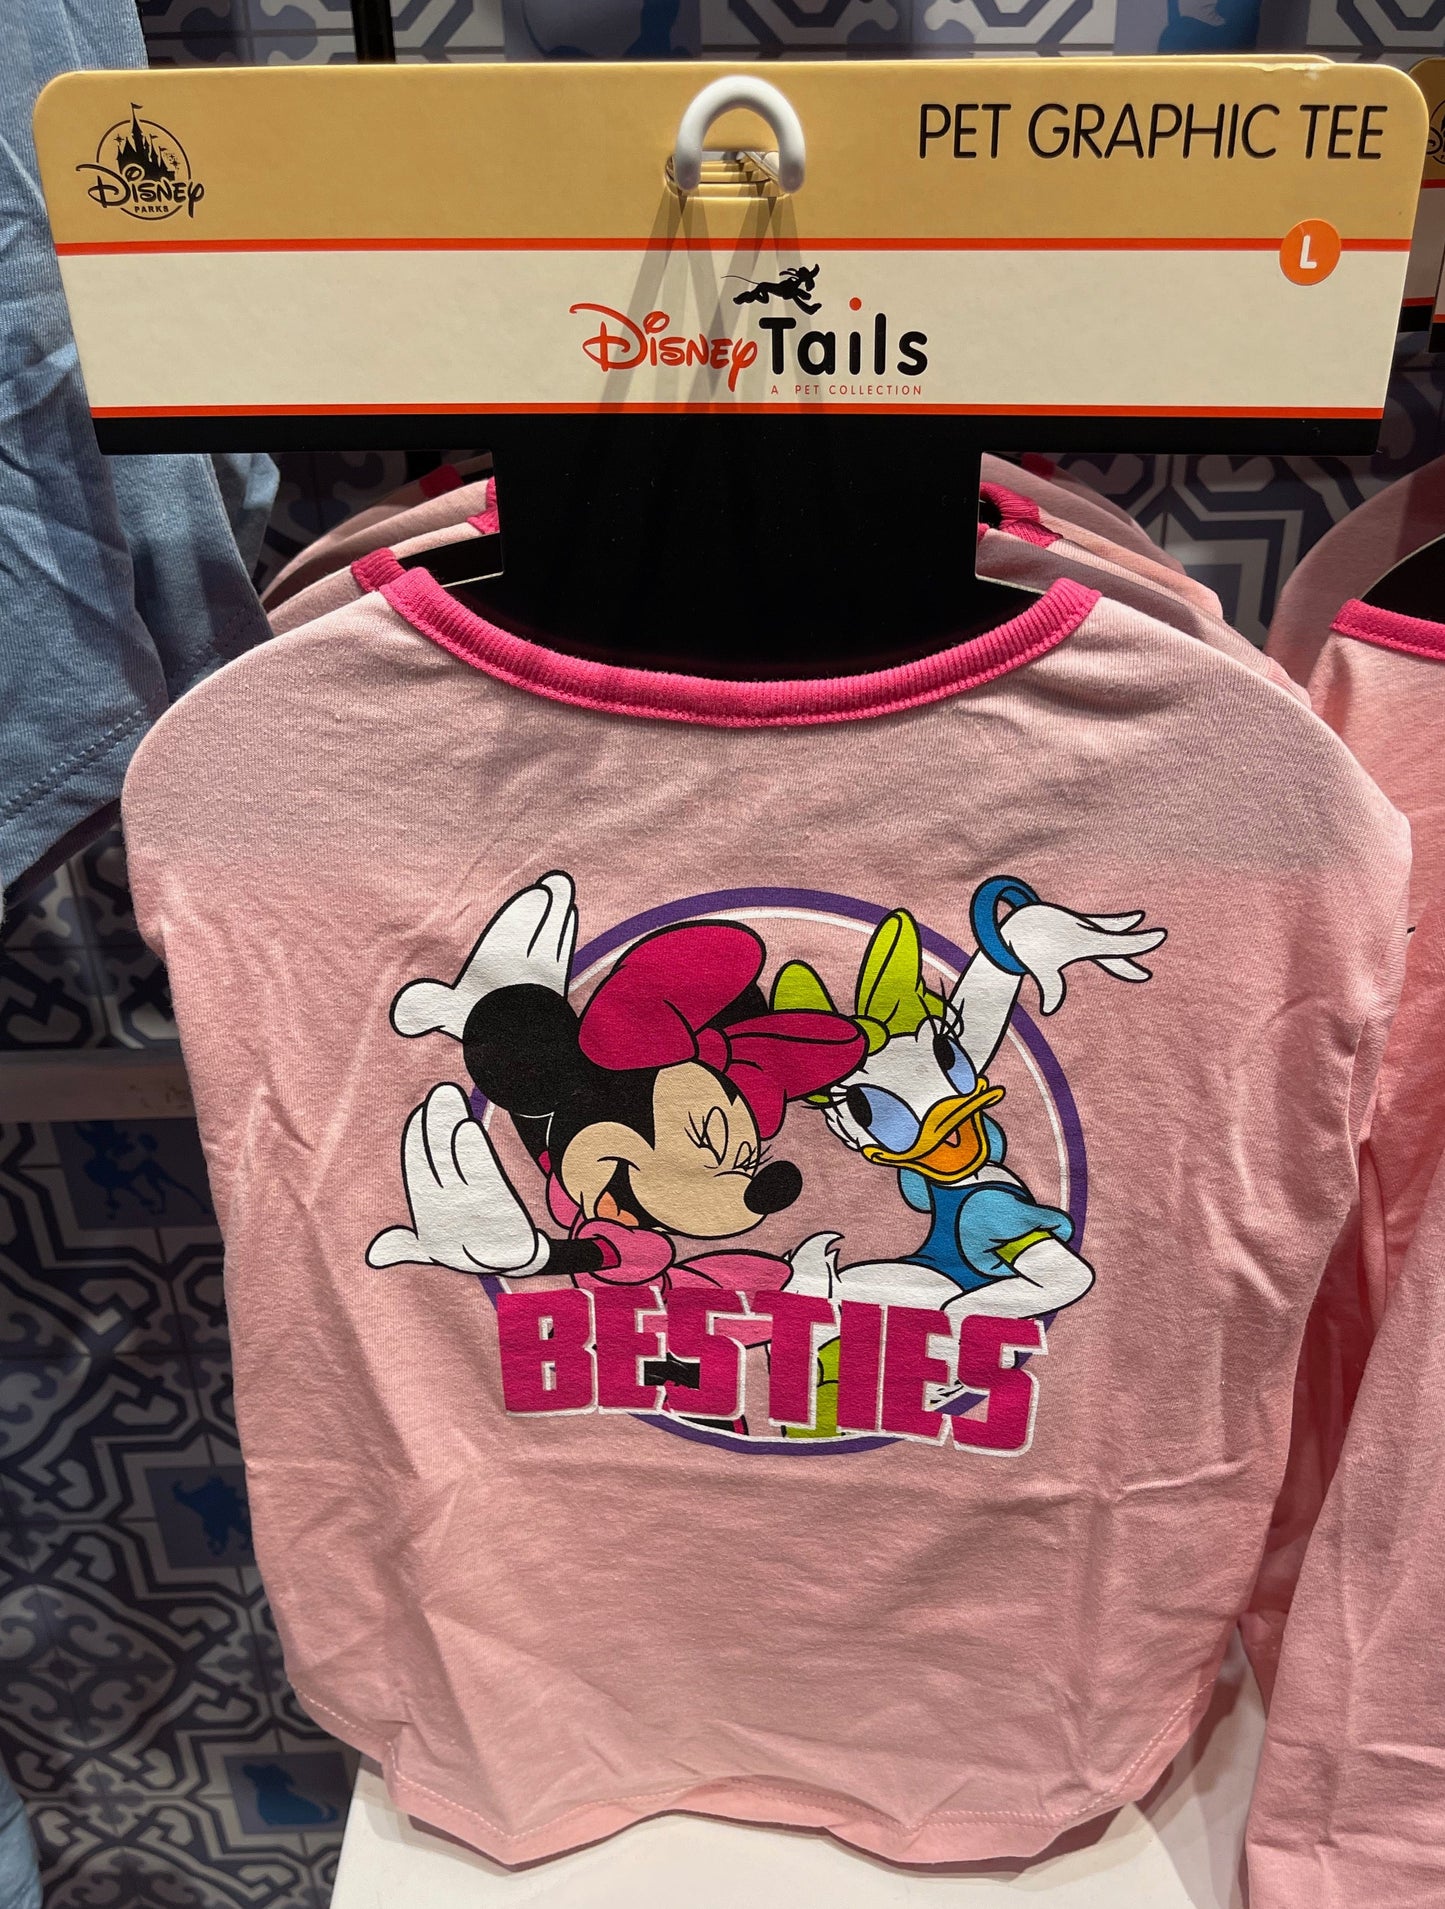 Disney
PARKS
PET GRAPHIC TEE
L
Disney Tails
A PET COLLECTION
BESTIES